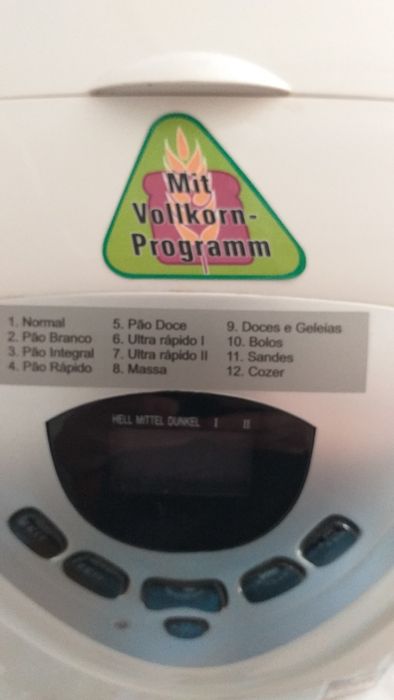 Mit
Vollkorn-
Programm
1. Normal
2. Pão Branco
3. Pão Integral
4. Pão Rápido
5. Pão Doce
6. Ultra rápido I
7. Ultra rápido II
8. Massa
9. Doces e Geleias
10. Bolos
11. Sandes
12. Cozer
HELL MITTEL DUNKEL I II